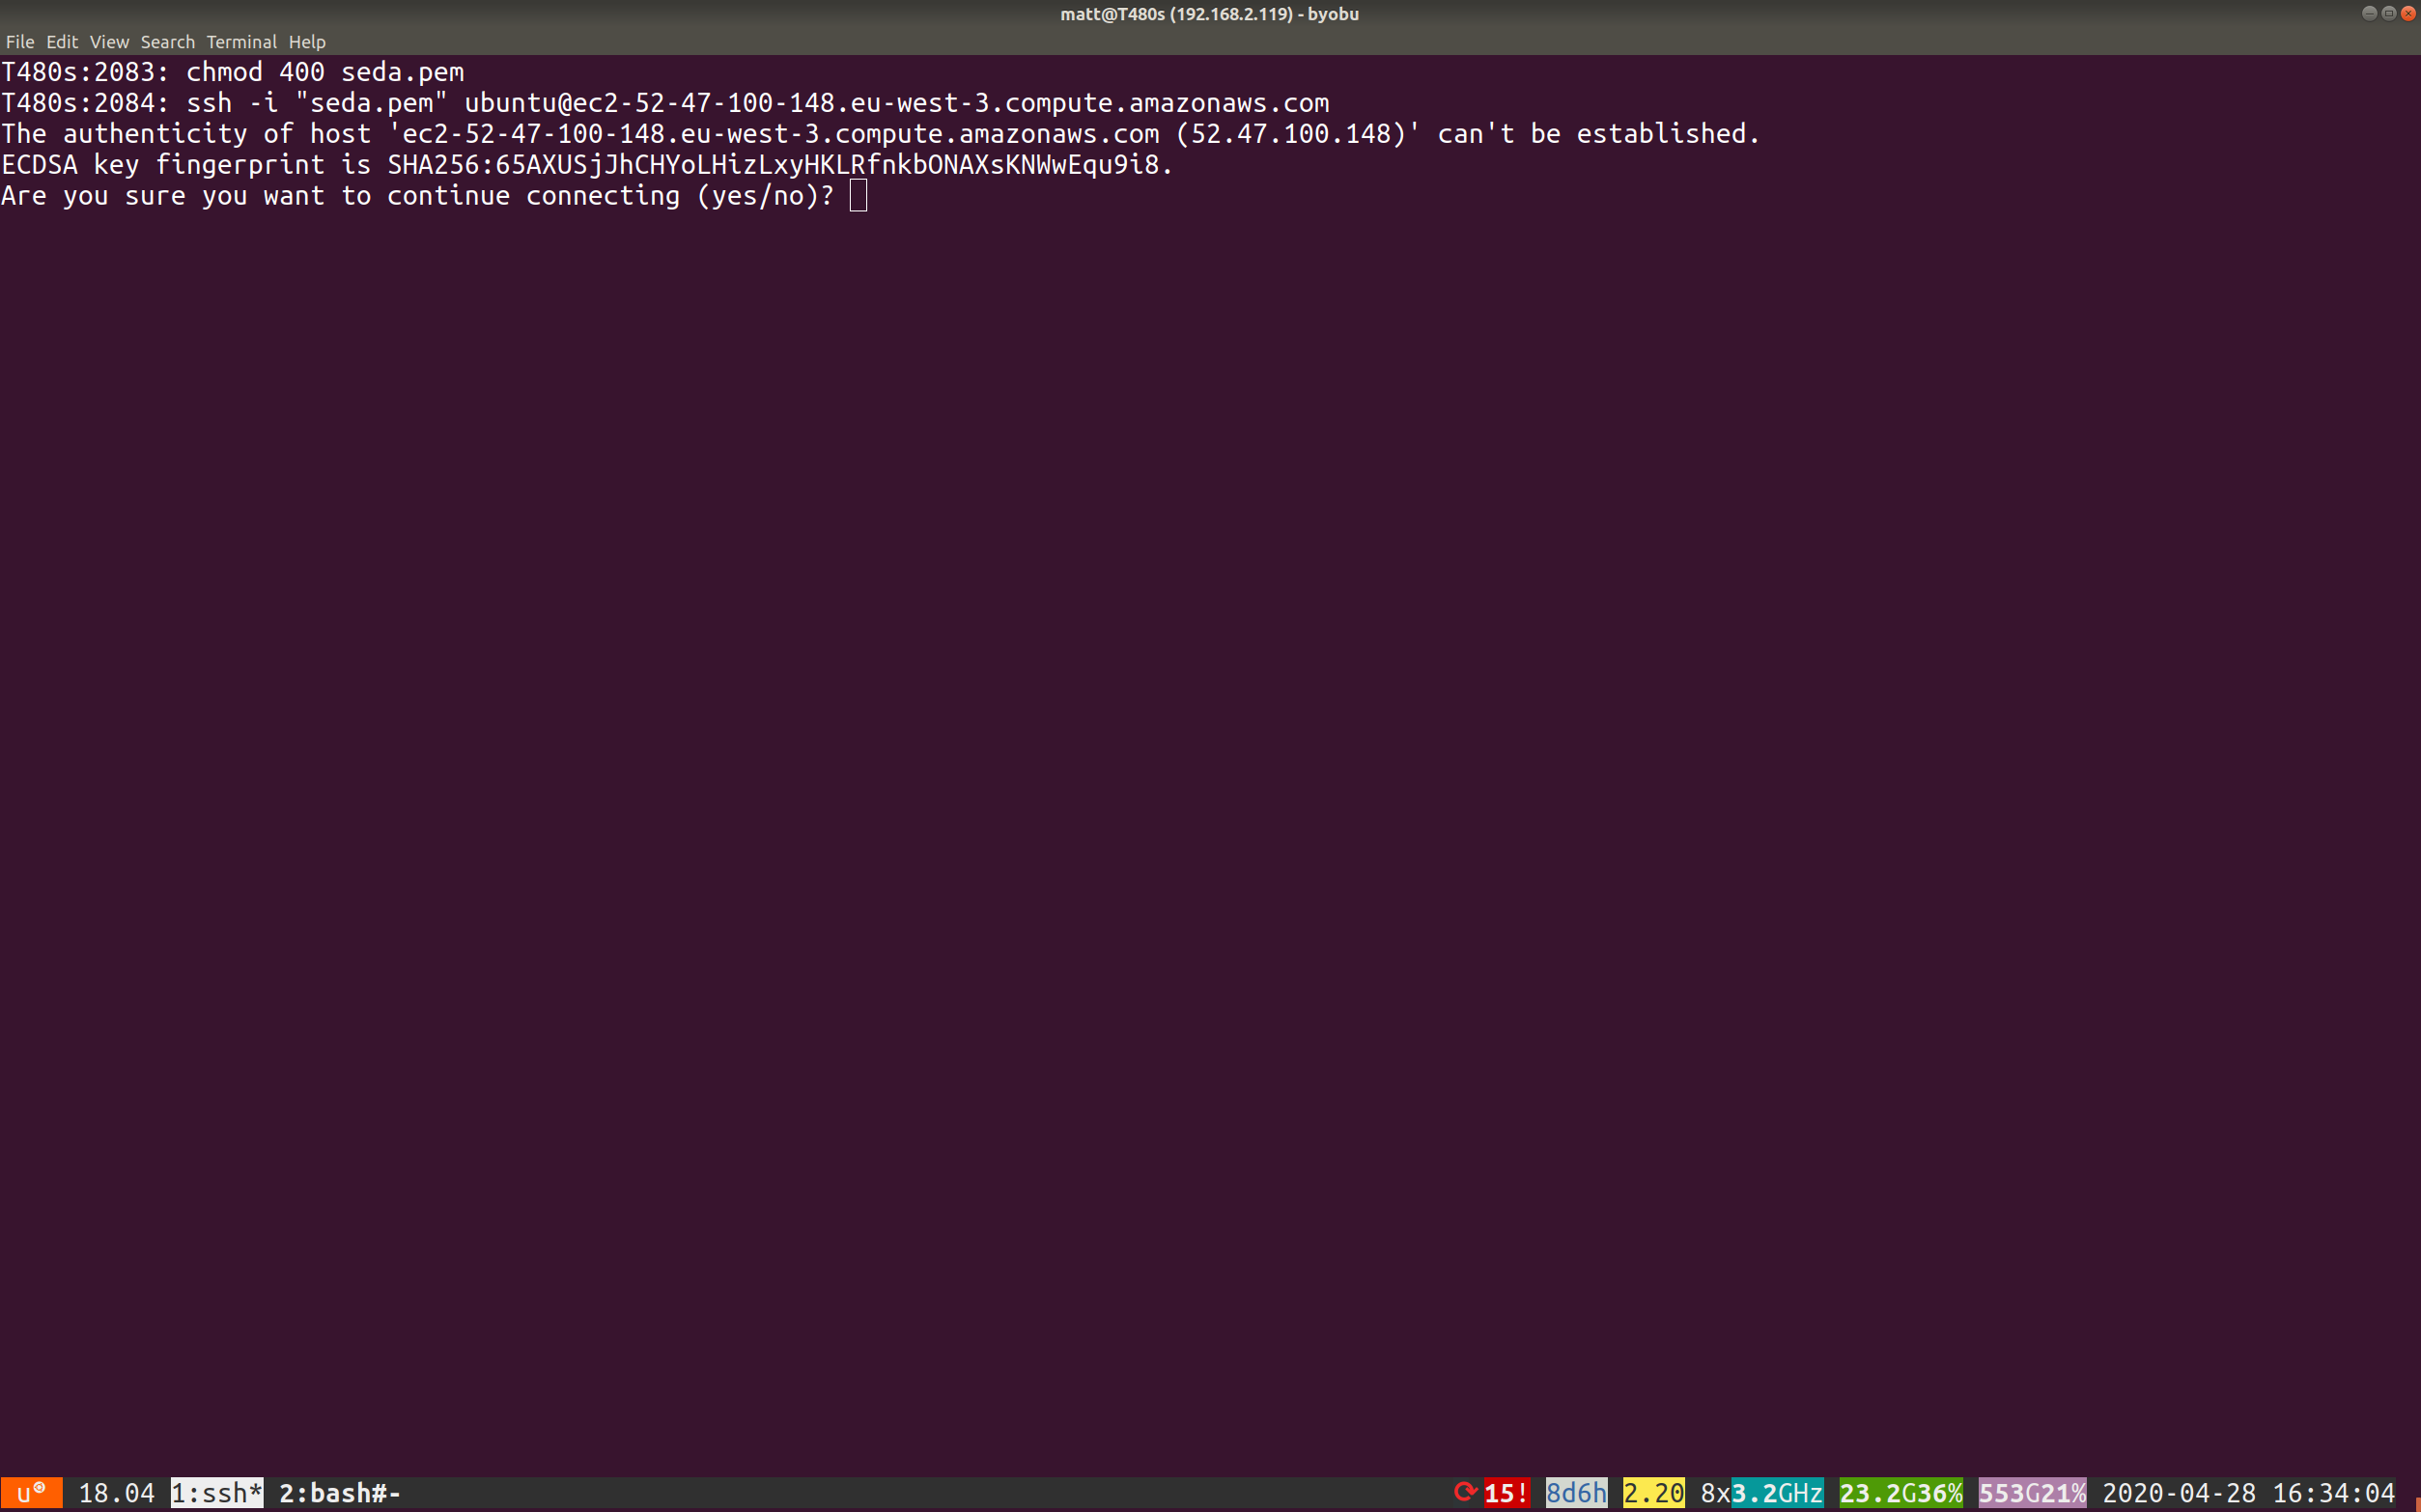 matt@T480s (192.168.2.119) - byobu
File Edit View Search Terminal Help
T480s:2083: chmod 400 seda.pem
T480s:2084: ssh -i "seda.pem" ubuntu@ec2-52-47-100-148.eu-west-3.compute.amazonaws.com
The authenticity of host 'ec2-52-47-100-148.eu-west-3.compute.amazonaws.com (52.47.100.148)' can't be established.
ECDSA key fingerprint is SHA256:65AXUSjJhCHYoLHizLxyHKLRfnkbONAXsKNWwEqu9i8.
Are you sure you want to continue connecting (yes/no)?
u 18.04 1:ssh* 2:bash#- ⟳15! 8d6h 2.20 8x3.2GHz 23.2G36% 553G21% 2020-04-28 16:34:04